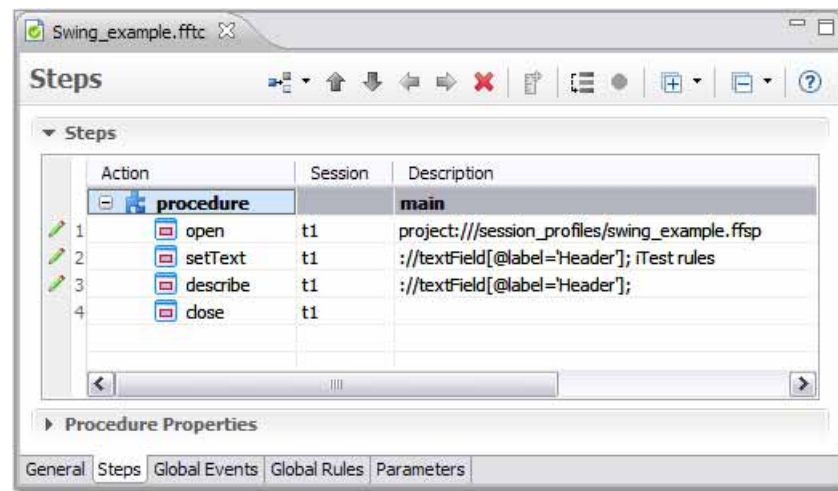 Swing_example.fftc
Steps
Steps
Action Session Description
procedure main
1 open t1 project:///session_profiles/swing_example.ffsp
2 setText t1 ://textField[@label='Header']; iTest rules
3 describe t1 ://textField[@label='Header'];
4 close t1
Procedure Properties
General Steps Global Events Global Rules Parameters